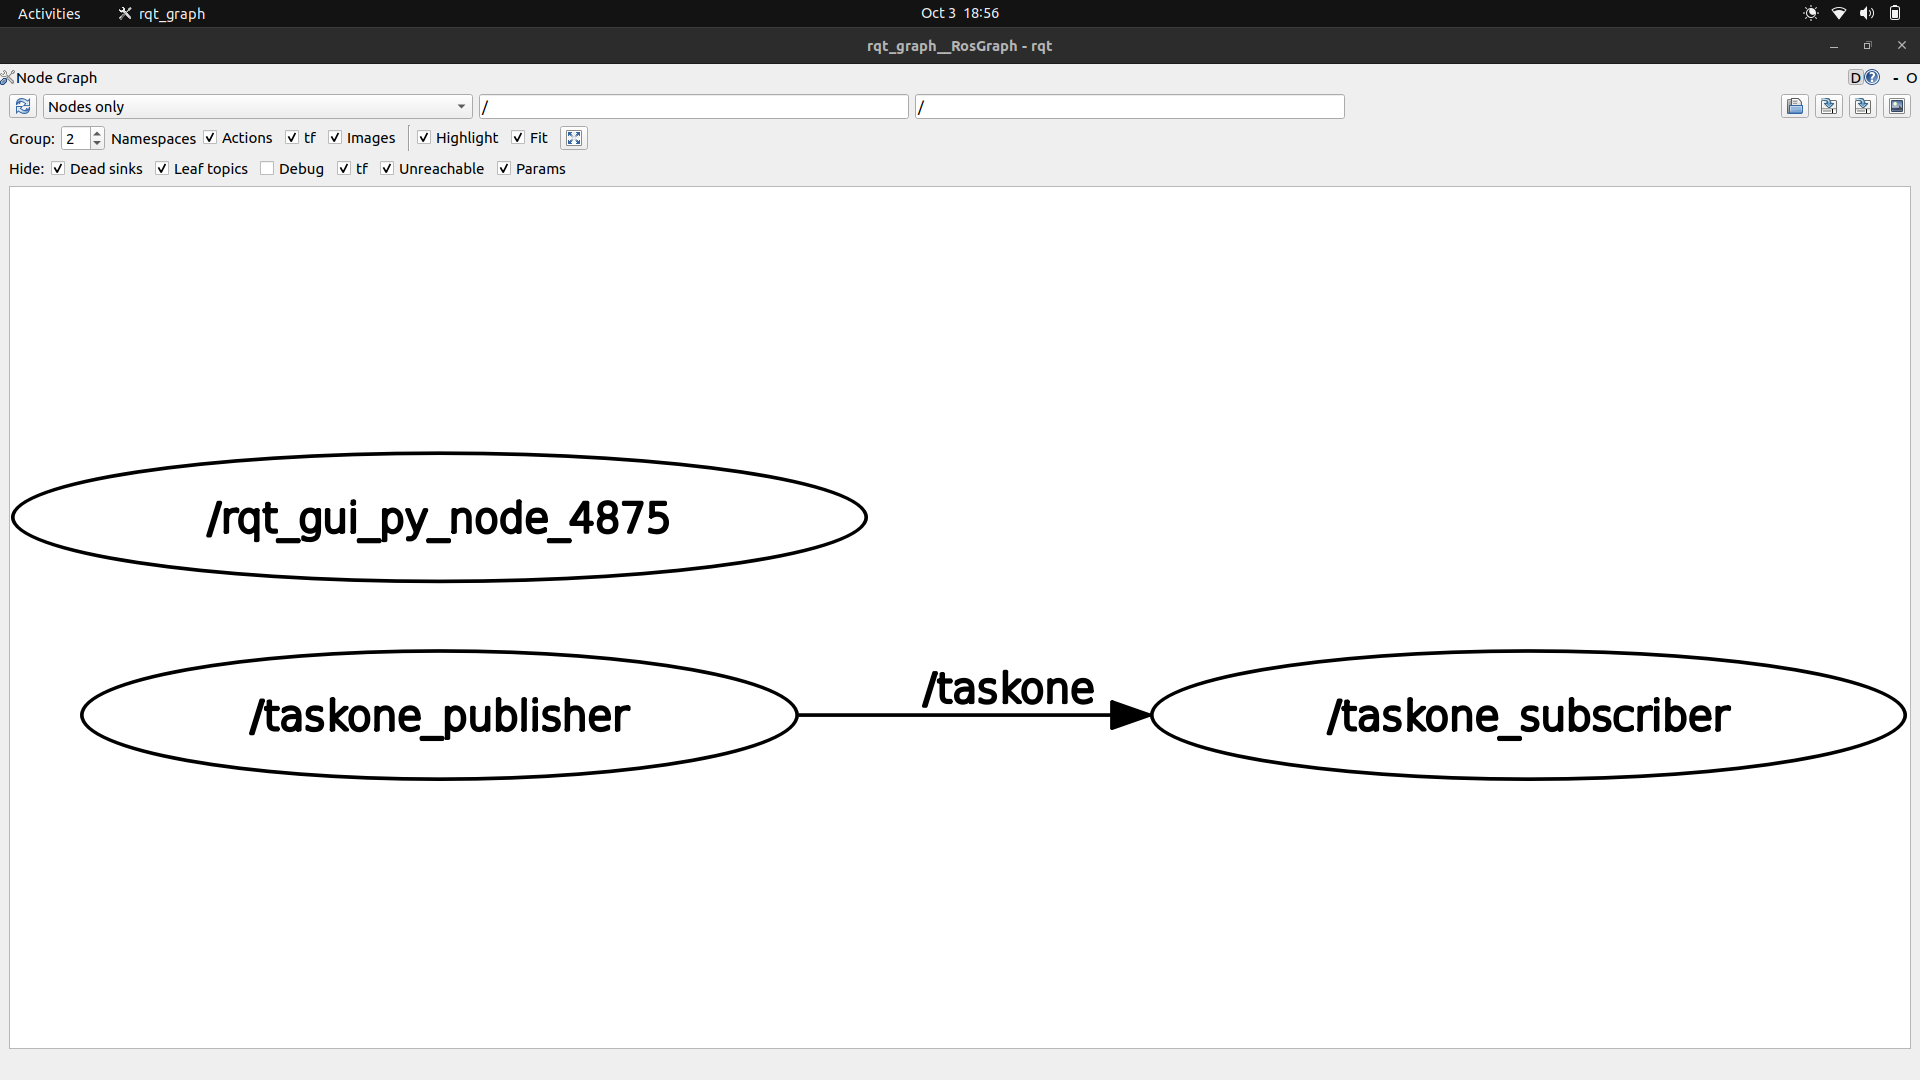 Activities rqt_graph Oct 3 18:56
rqt_graph__RosGraph - rqt
Node Graph D - O
Nodes only / /
Group: 2 Namespaces Actions tf Images Highlight Fit
Hide: Dead sinks Leaf topics Debug tf Unreachable Params
/rqt_gui_py_node_4875
/taskone
/taskone_publisher /taskone_subscriber